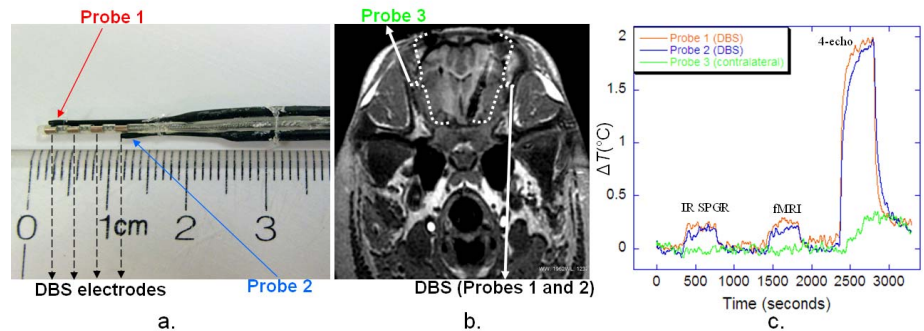 Probe 1
0
1cm
2
3
DBS electrodes
Probe 2
a.
Probe 3
DBS (Probes 1 and 2)
b.
Probe 1 (DBS)
Probe 2 (DBS)
Probe 3 (contralateral)
4-echo
IR SPGR
fMRI
ΔT(°C)
2
1.5
1
0.5
0
0 500 1000 1500 2000 2500 3000
Time (seconds)
c.